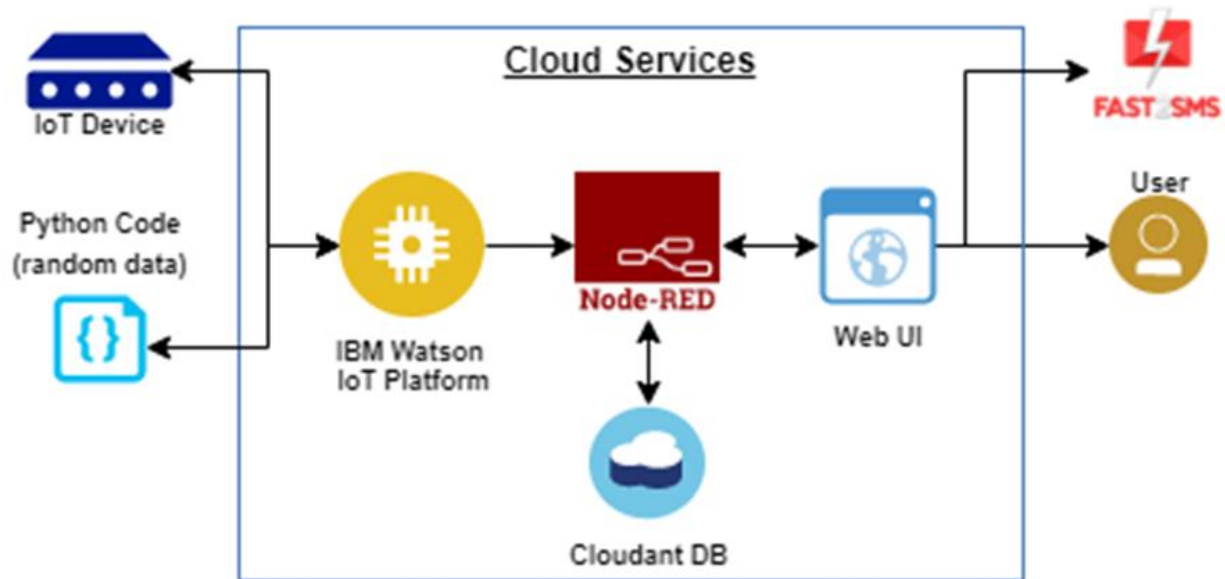 Cloud Services
IoT Device
FAST2SMS
User
Python Code
(random data)
{ }
Node-RED
IBM Watson
IoT Platform
Web UI
Cloudant DB